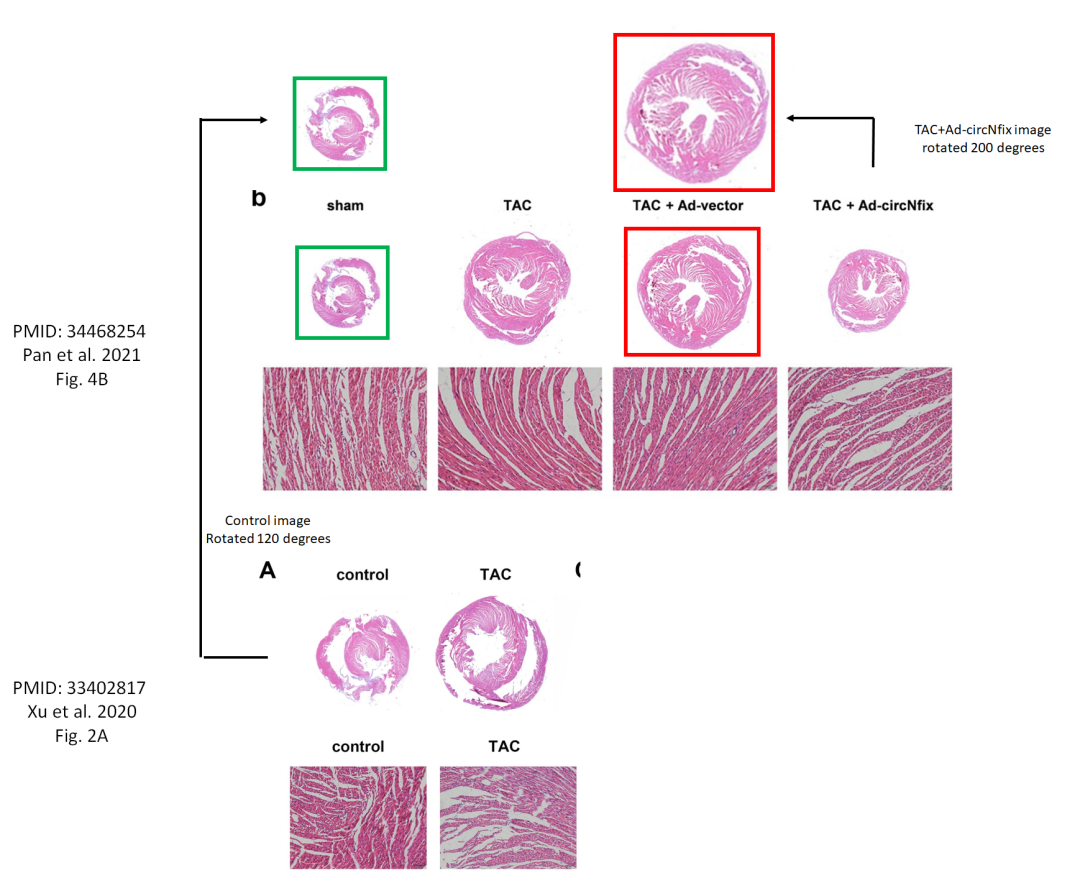 TAC+Ad-circNfix image
rotated 200 degrees
b
sham
TAC
TAC + Ad-vector
TAC + Ad-circNfix
PMID: 34468254
Pan et al. 2021
Fig. 4B
Control image
Rotated 120 degrees
A
control
TAC
PMID: 33402817
Xu et al. 2020
Fig. 2A
control
TAC